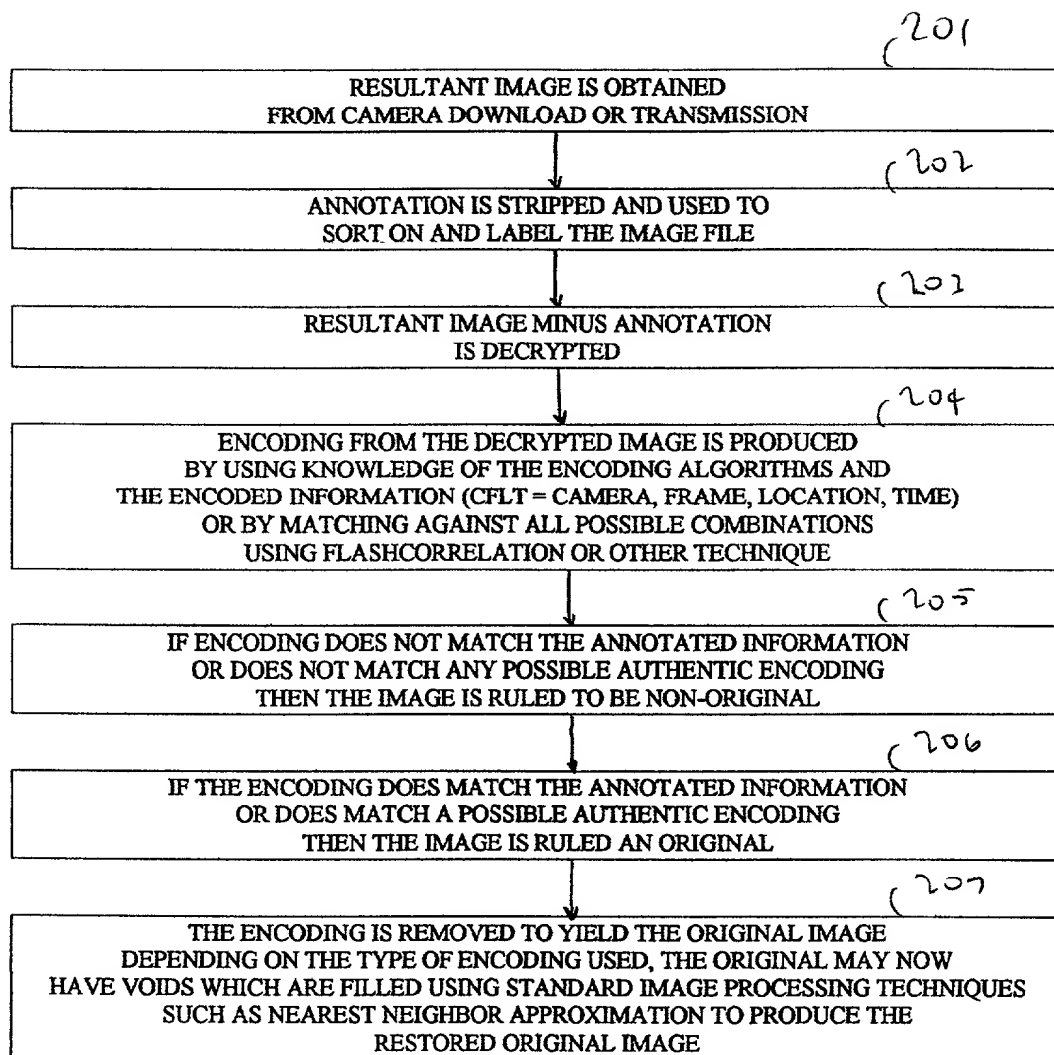 201
RESULTANT IMAGE IS OBTAINED
FROM CAMERA DOWNLOAD OR TRANSMISSION
202
ANNOTATION IS STRIPPED AND USED TO
SORT ON AND LABEL THE IMAGE FILE
203
RESULTANT IMAGE MINUS ANNOTATION
IS DECRYPTED
204
ENCODING FROM THE DECRYPTED IMAGE IS PRODUCED
BY USING KNOWLEDGE OF THE ENCODING ALGORITHMS AND
THE ENCODED INFORMATION (CFLT = CAMERA, FRAME, LOCATION, TIME)
OR BY MATCHING AGAINST ALL POSSIBLE COMBINATIONS
USING FLASHCORRELATION OR OTHER TECHNIQUE
205
IF ENCODING DOES NOT MATCH THE ANNOTATED INFORMATION
OR DOES NOT MATCH ANY POSSIBLE AUTHENTIC ENCODING
THEN THE IMAGE IS RULED TO BE NON-ORIGINAL
206
IF THE ENCODING DOES MATCH THE ANNOTATED INFORMATION
OR DOES MATCH A POSSIBLE AUTHENTIC ENCODING
THEN THE IMAGE IS RULED AN ORIGINAL
207
THE ENCODING IS REMOVED TO YIELD THE ORIGINAL IMAGE
DEPENDING ON THE TYPE OF ENCODING USED, THE ORIGINAL MAY NOW
HAVE VOIDS WHICH ARE FILLED USING STANDARD IMAGE PROCESSING TECHNIQUES
SUCH AS NEAREST NEIGHBOR APPROXIMATION TO PRODUCE THE
RESTORED ORIGINAL IMAGE